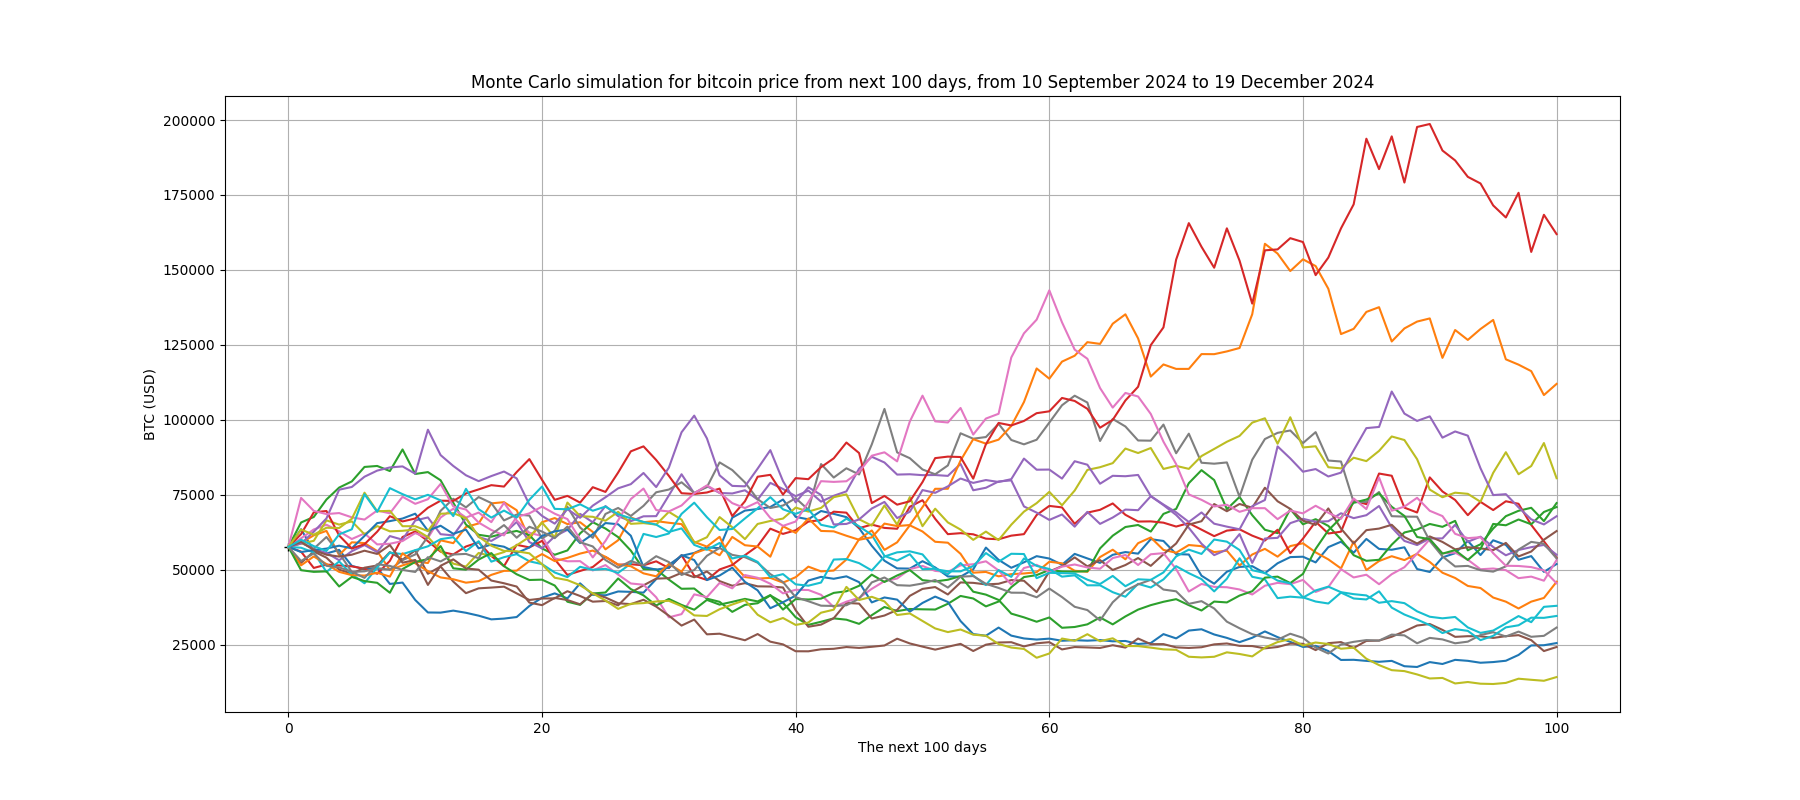 Monte Carlo simulation for bitcoin price from next 100 days, from 10 September 2024 to 19 December 2024
200000
175000
150000
125000
100000
75000
50000
25000
BTC (USD)
0 20 40 60 80 100
The next 100 days